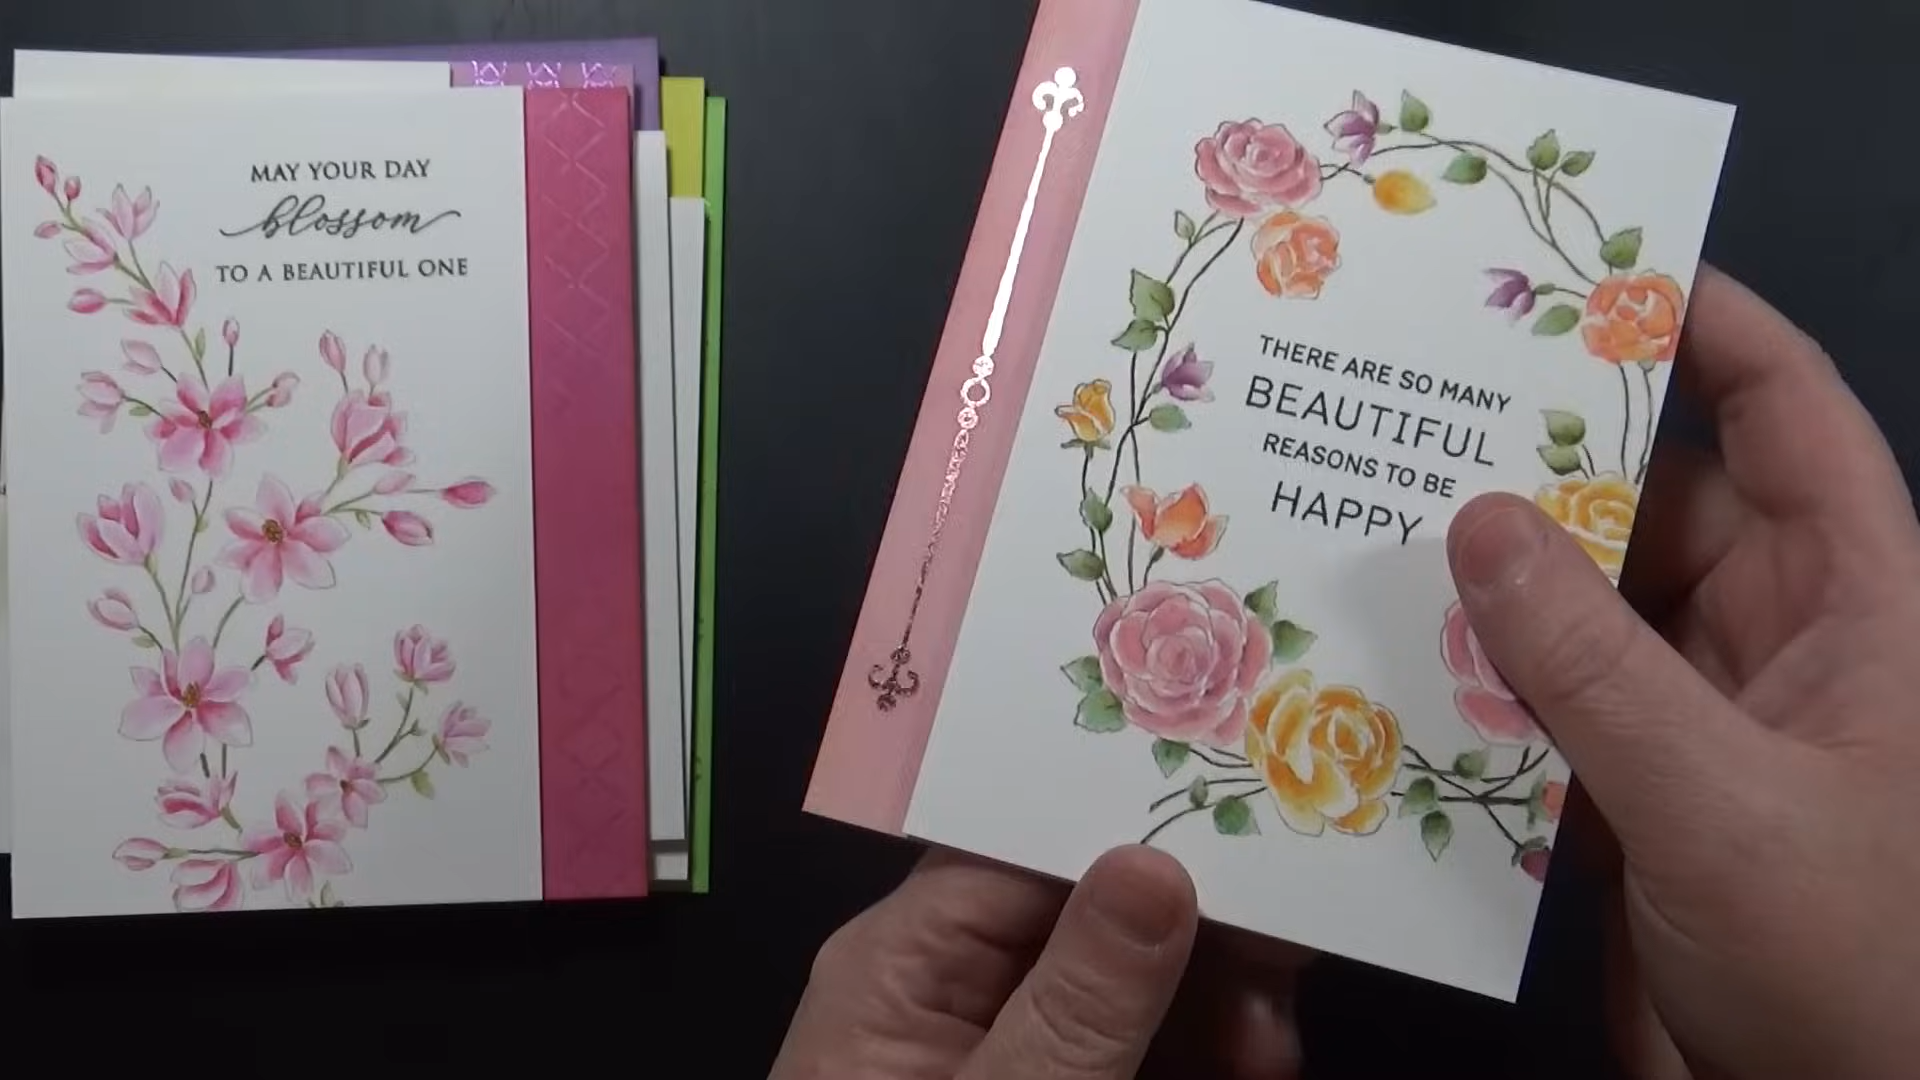 MAY YOUR DAY
blossom
TO A BEAUTIFUL ONE
THERE ARE SO MANY
BEAUTIFUL
REASONS TO BE
HAPPY